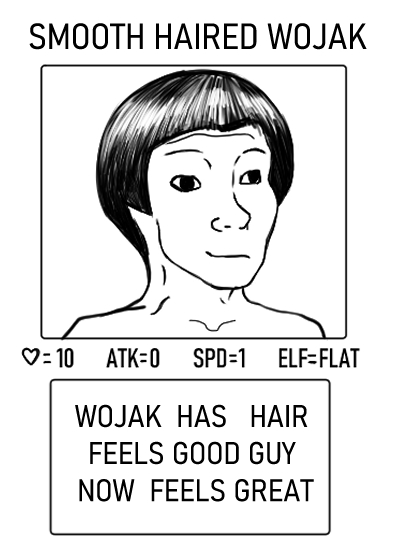 SMOOTH HAIRED WOJAK
♡=10 ATK=0 SPD=1 ELF=FLAT
WOJAK HAS HAIR
FEELS GOOD GUY
NOW FEELS GREAT